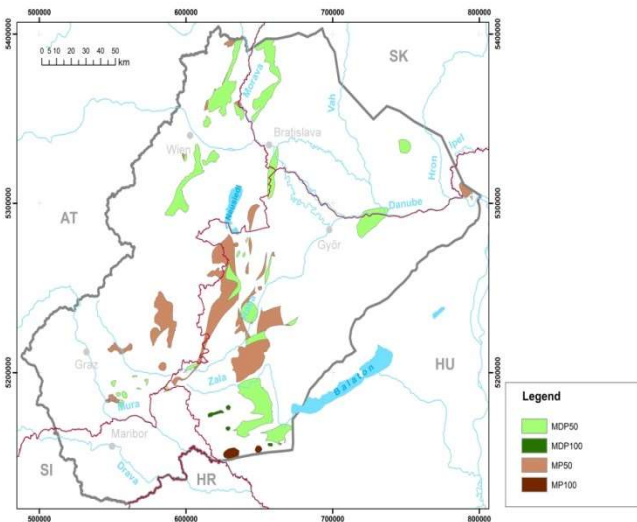 500000 600000 700000 800000
5400000 5400000
0 5 10 20 30 40 50
km
SK
Morava
Vah
Bratislava
Wien
Hron
Ipel
5300000 5300000
Danube
AT
Györ
HU
Graz
5200000 5200000
Zala
Balaton
Mura
Maribor
Drava
SI
HR
500000 600000 700000 800000
Legend
MDP50
MDP100
MP50
MP100